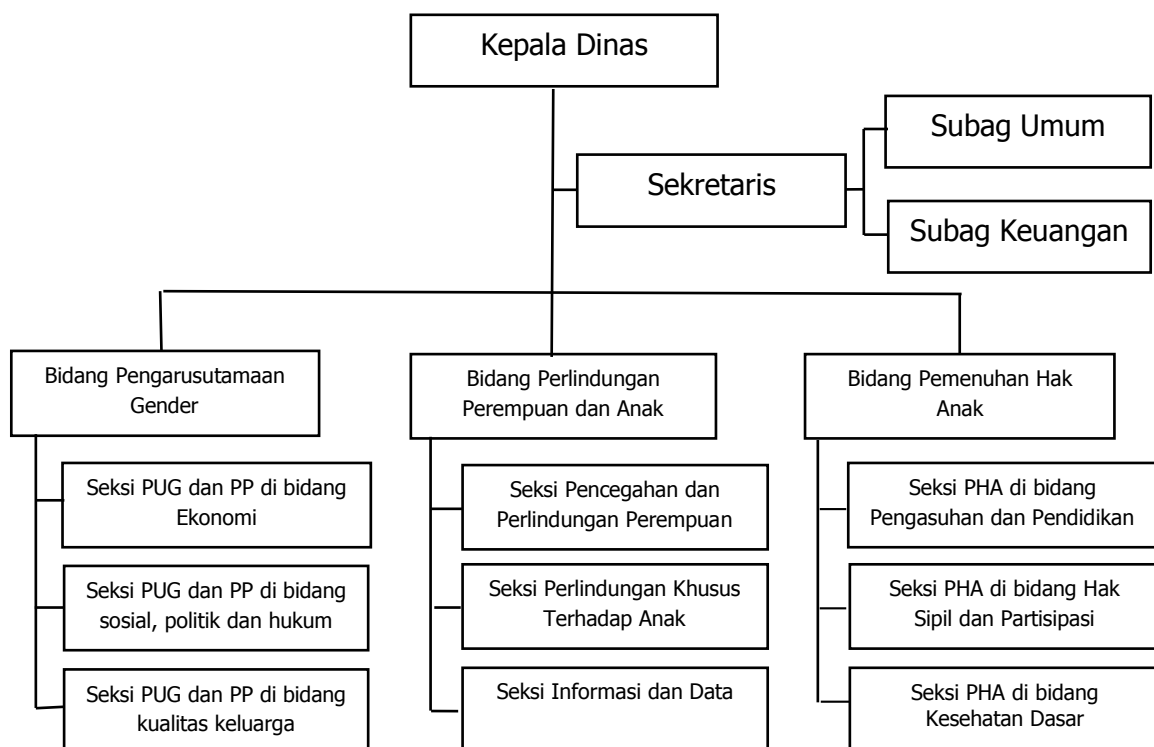 Kepala Dinas
Subag Umum
Sekretaris
Subag Keuangan
Bidang Pengarusutamaan
Gender
Bidang Perlindungan
Perempuan dan Anak
Bidang Pemenuhan Hak
Anak
Seksi PUG dan PP di bidang
Ekonomi
Seksi Pencegahan dan
Perlindungan Perempuan
Seksi PHA di bidang
Pengasuhan dan Pendidikan
Seksi PUG dan PP di bidang
sosial, politik dan hukum
Seksi Perlindungan Khusus
Terhadap Anak
Seksi PHA di bidang Hak
Sipil dan Partisipasi
Seksi PUG dan PP di bidang
kualitas keluarga
Seksi Informasi dan Data
Seksi PHA di bidang
Kesehatan Dasar